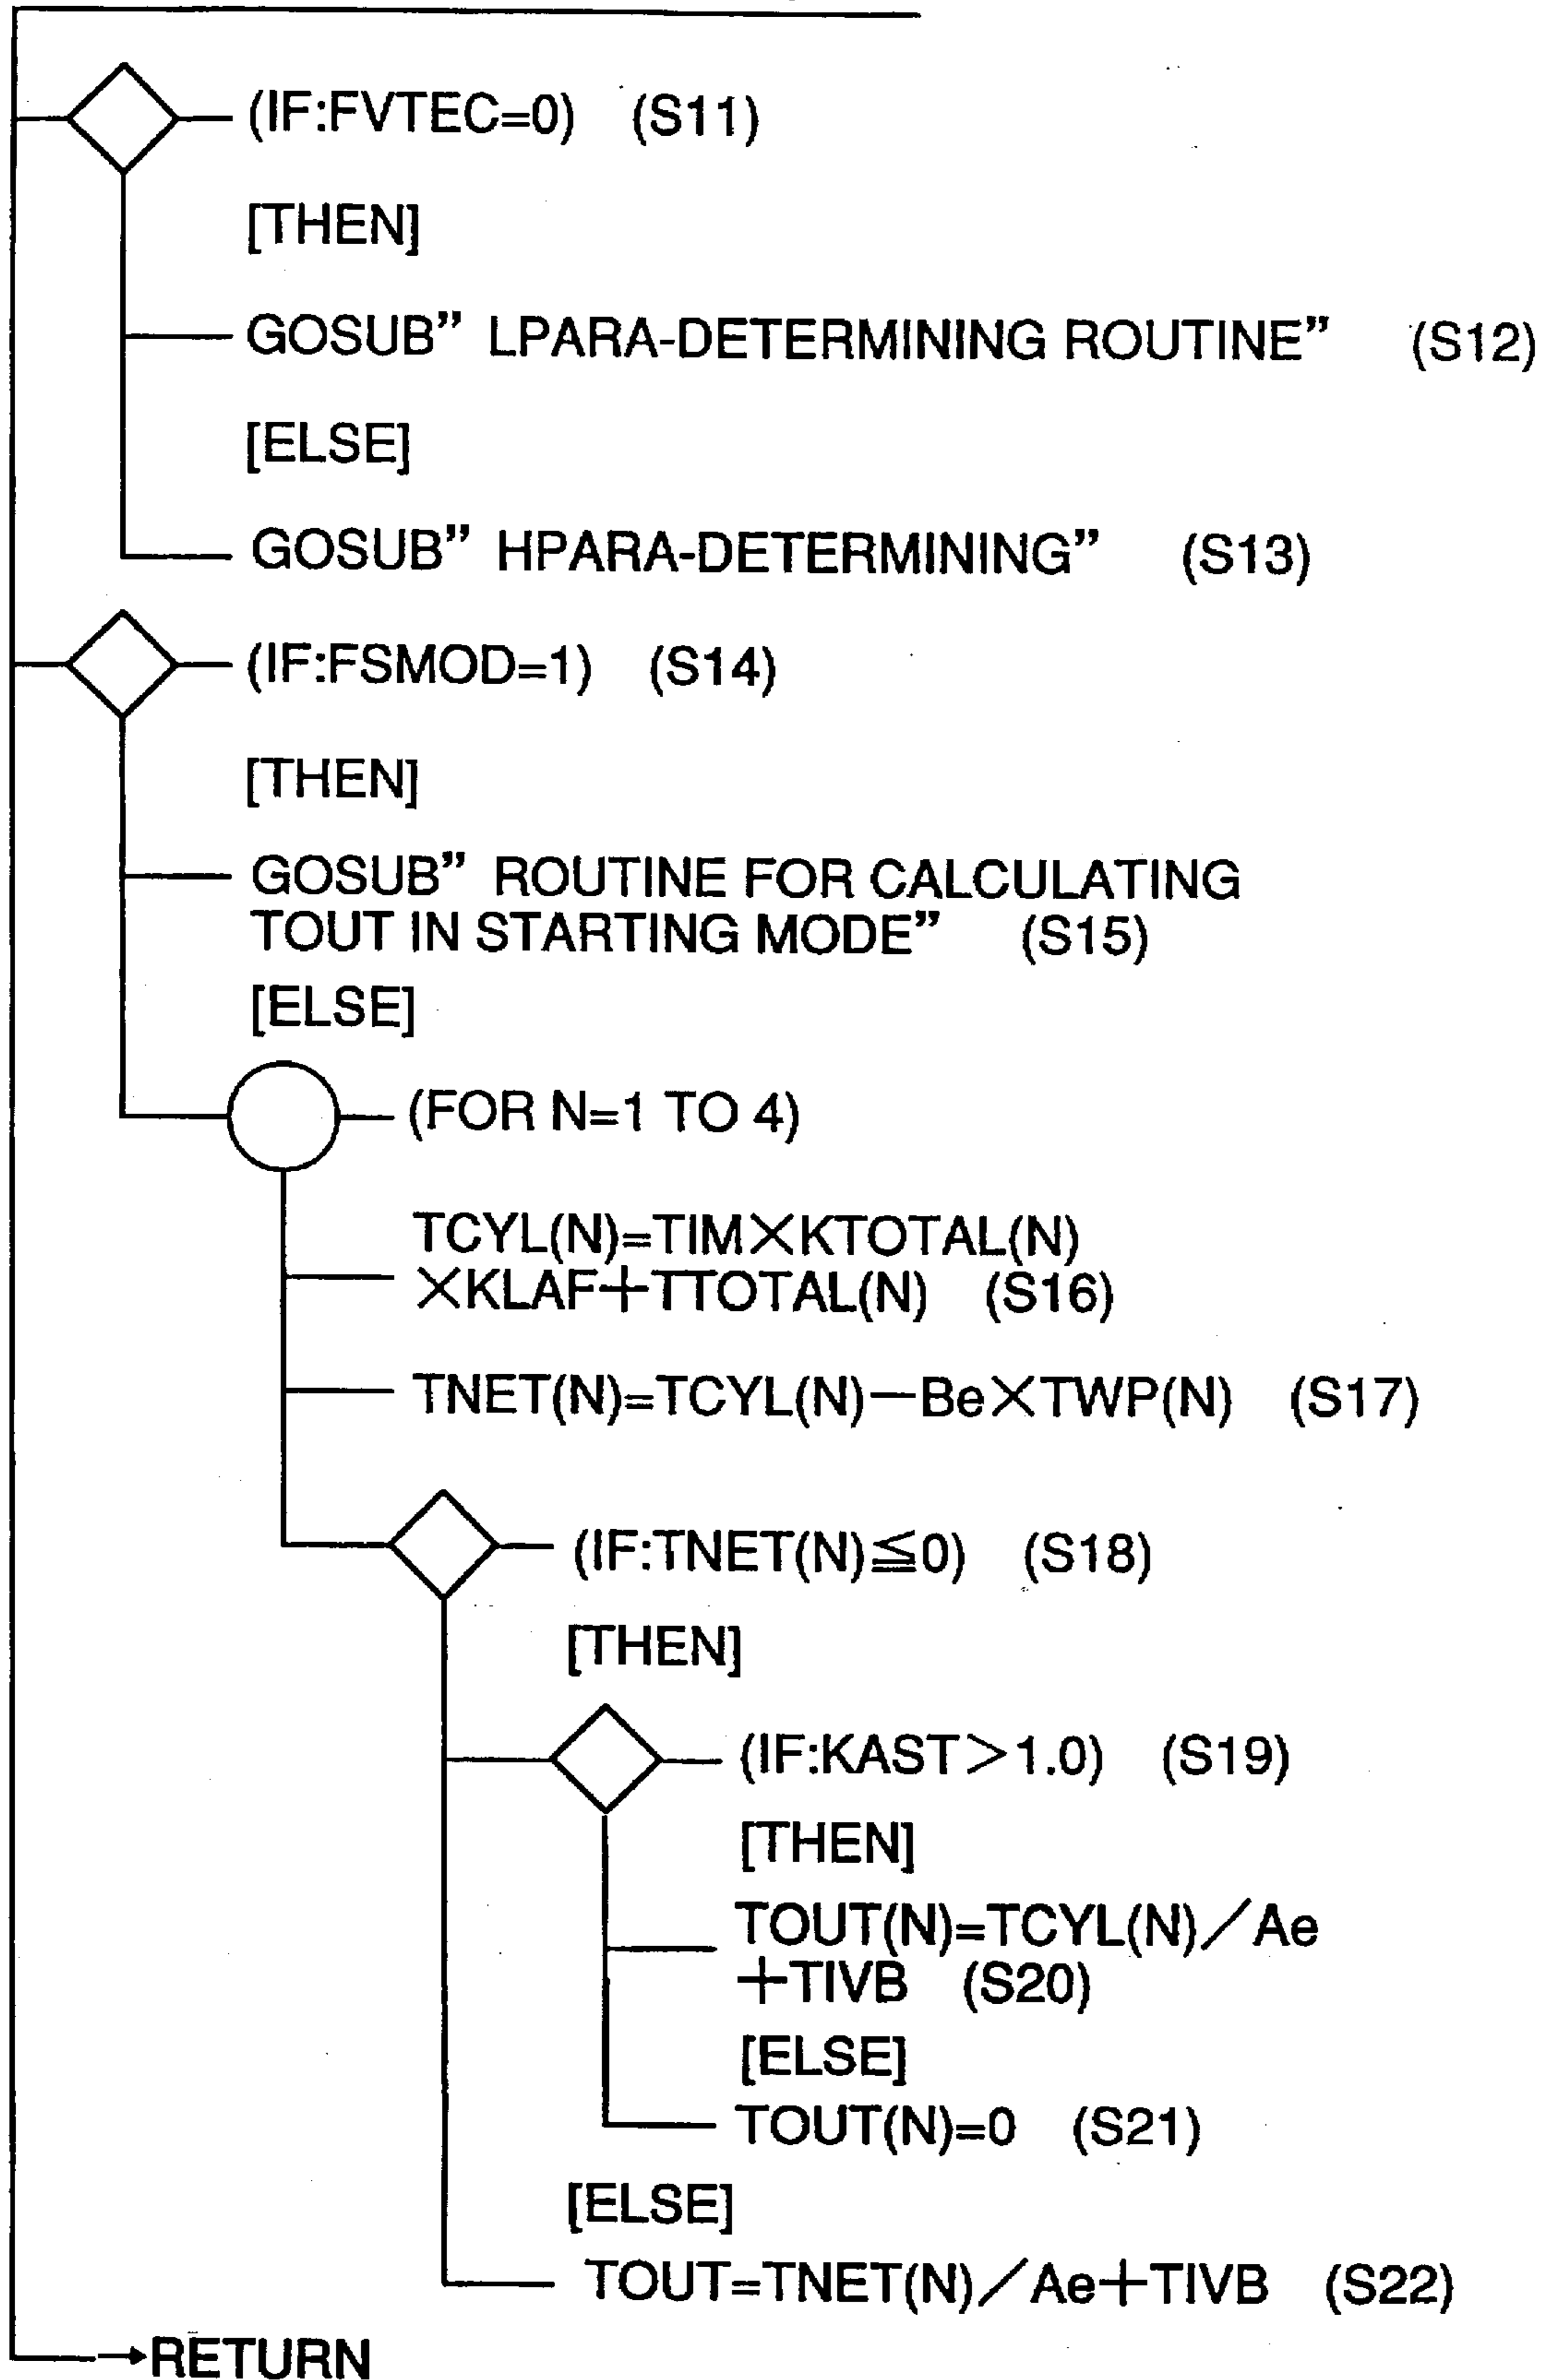 (IF:FVTEC=0) (S11)
[THEN]
GOSUB” LPARA-DETERMINING ROUTINE” (S12)
[ELSE]
GOSUB” HPARA-DETERMINING” (S13)
(IF:FSMOD=1) (S14)
[THEN]
GOSUB” ROUTINE FOR CALCULATING
TOUT IN STARTING MODE” (S15)
[ELSE]
(FOR N=1 TO 4)
TCYL(N)=TIM×KTOTAL(N)
×KLAF+TTOTAL(N) (S16)
TNET(N)=TCYL(N)−Be×TWP(N) (S17)
(IF:TNET(N)≦0) (S18)
[THEN]
(IF:KAST>1.0) (S19)
[THEN]
TOUT(N)=TCYL(N)/Ae
+TIVB (S20)
[ELSE]
TOUT(N)=0 (S21)
[ELSE]
TOUT=TNET(N)/Ae+TIVB (S22)
RETURN